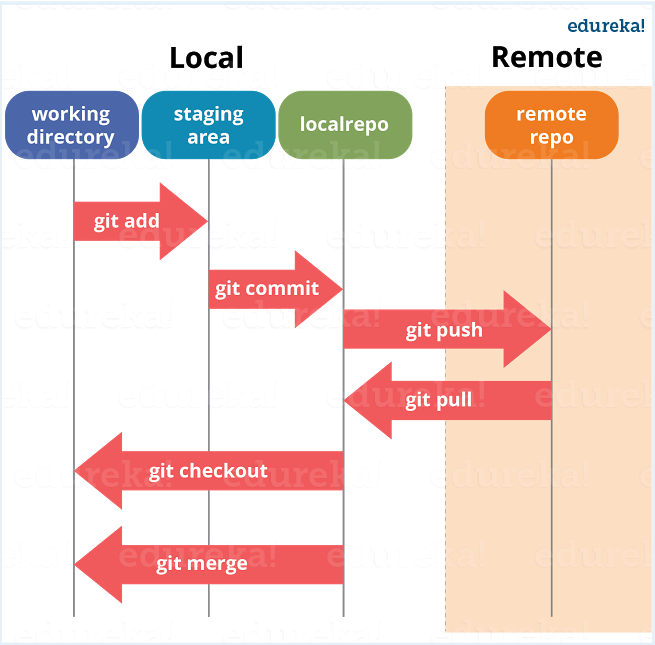 edureka!
Local
Remote
working
directory
staging
area
localrepo
remote
repo
git add
git commit
git push
git pull
git checkout
git merge